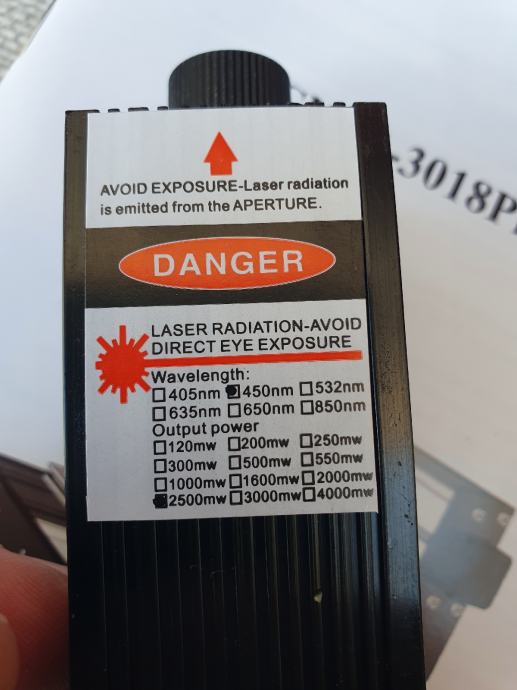 AVOID EXPOSURE-Laser radiation
is emitted from the APERTURE.
DANGER
LASER RADIATION-AVOID
DIRECT EYE EXPOSURE
Wavelength:
☐405nm ☑450nm ☐532nm
☐635nm ☐650nm ☐850nm
Output power
☐120mw ☐200mw ☐250mw
☐300mw ☐500mw ☐550mw
☐1000mw ☐1600mw ☐2000mw
☑2500mw ☐3000mw ☐4000mw
-3018P